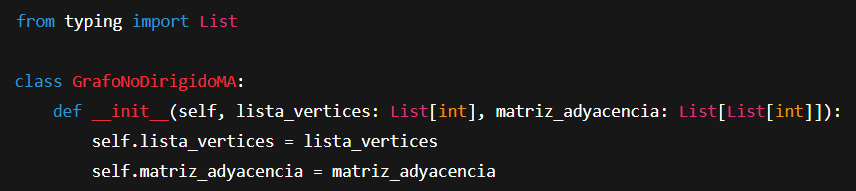 from typing import List
class GrafoNoDirigidoMA:
def __init__(self, lista_vertices: List[int], matriz_adyacencia: List[List[int]]):
self.lista_vertices = lista_vertices
self.matriz_adyacencia = matriz_adyacencia